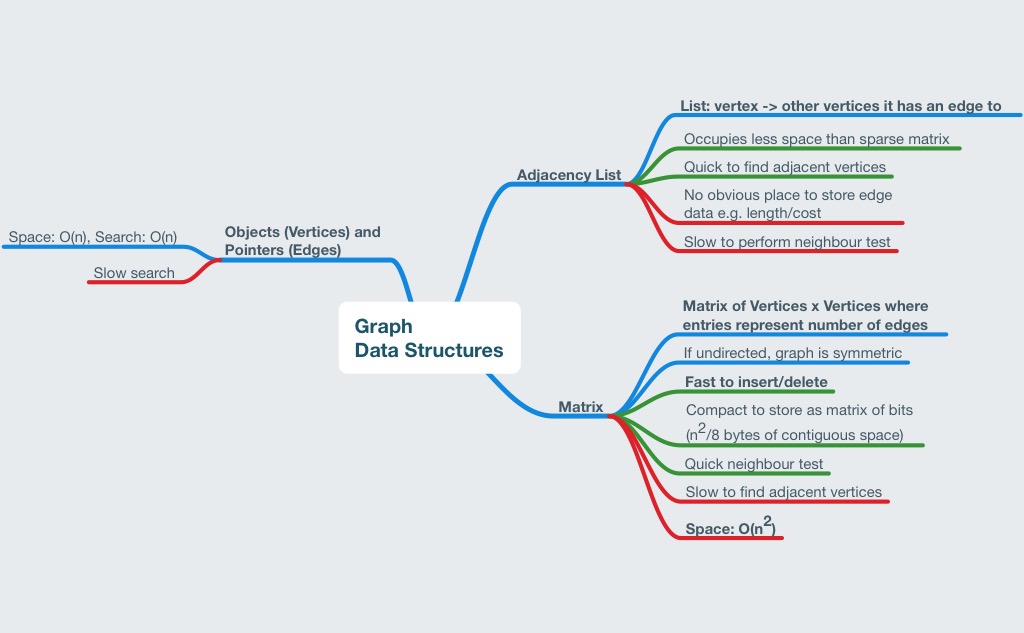 Graph
Data Structures
Objects (Vertices) and
Pointers (Edges)
Space: O(n), Search: O(n)
Slow search
Adjacency List
List: vertex -> other vertices it has an edge to
Occupies less space than sparse matrix
Quick to find adjacent vertices
No obvious place to store edge
data e.g. length/cost
Slow to perform neighbour test
Matrix
Matrix of Vertices x Vertices where
entries represent number of edges
If undirected, graph is symmetric
Fast to insert/delete
Compact to store as matrix of bits
(n²/8 bytes of contiguous space)
Quick neighbour test
Slow to find adjacent vertices
Space: O(n²)